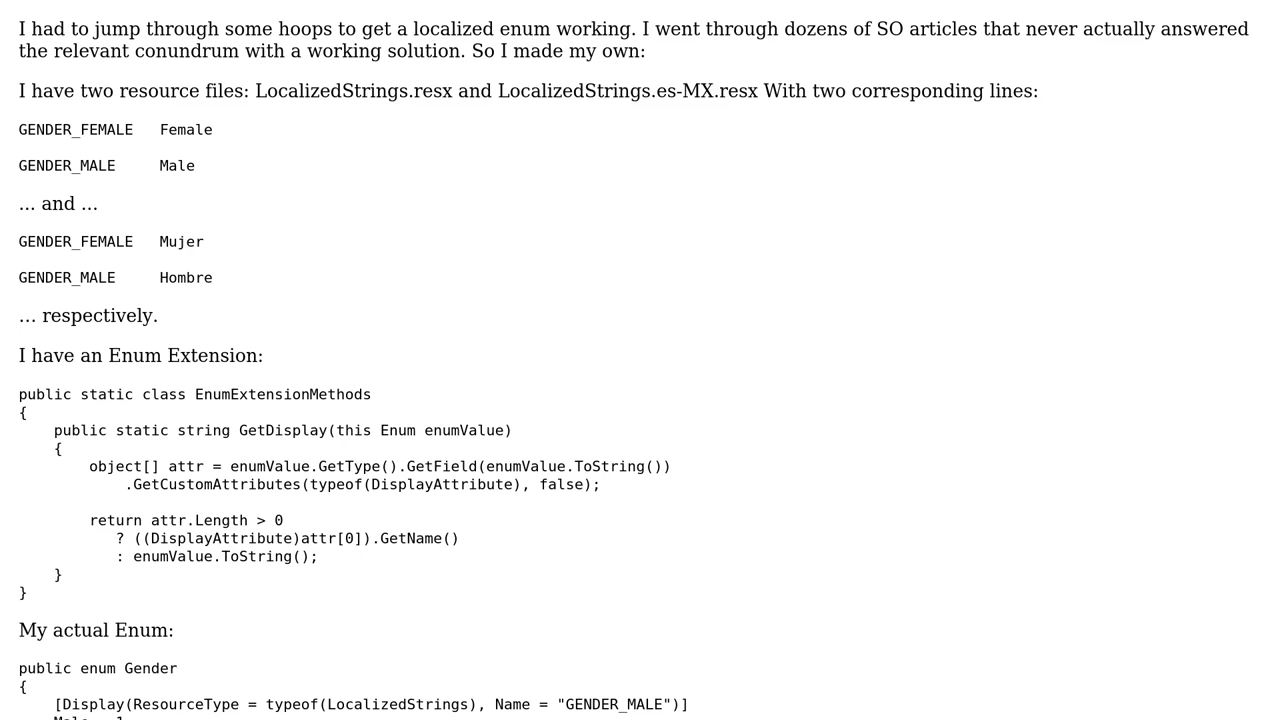 I had to jump through some hoops to get a localized enum working. I went through dozens of SO articles that never actually answered
the relevant conundrum with a working solution. So I made my own:
I have two resource files: LocalizedStrings.resx and LocalizedStrings.es-MX.resx With two corresponding lines:
GENDER_FEMALE   Female
GENDER_MALE     Male
... and ...
GENDER_FEMALE   Mujer
GENDER_MALE     Hombre
... respectively.
I have an Enum Extension:
public static class EnumExtensionMethods
{
    public static string GetDisplay(this Enum enumValue)
    {
        object[] attr = enumValue.GetType().GetField(enumValue.ToString())
            .GetCustomAttributes(typeof(DisplayAttribute), false);
        return attr.Length > 0
           ? ((DisplayAttribute)attr[0]).GetName()
           : enumValue.ToString();
    }
}
My actual Enum:
public enum Gender
{
    [Display(ResourceType = typeof(LocalizedStrings), Name = "GENDER_MALE")]